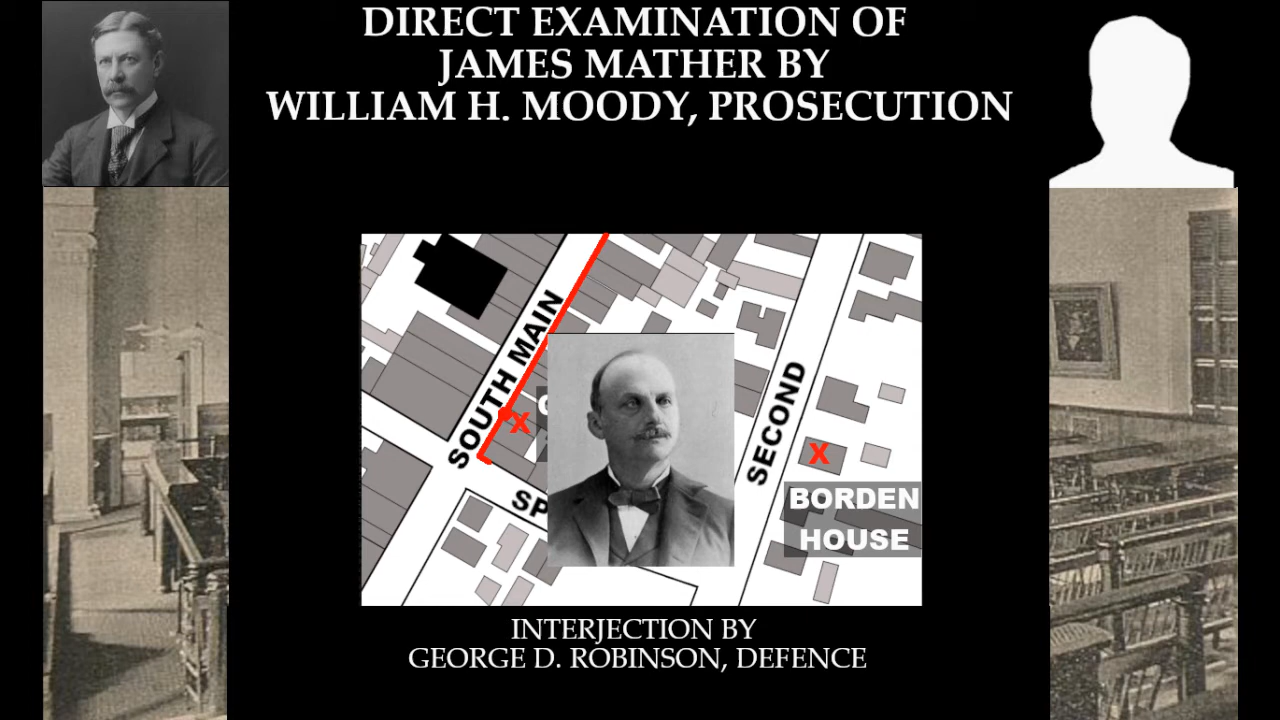 DIRECT EXAMINATION OF
JAMES MATHER BY
WILLIAM H. MOODY, PROSECUTION
SOUTH MAIN
SECOND
X
X
BORDEN
HOUSE
INTERJECTION BY
GEORGE D. ROBINSON, DEFENCE